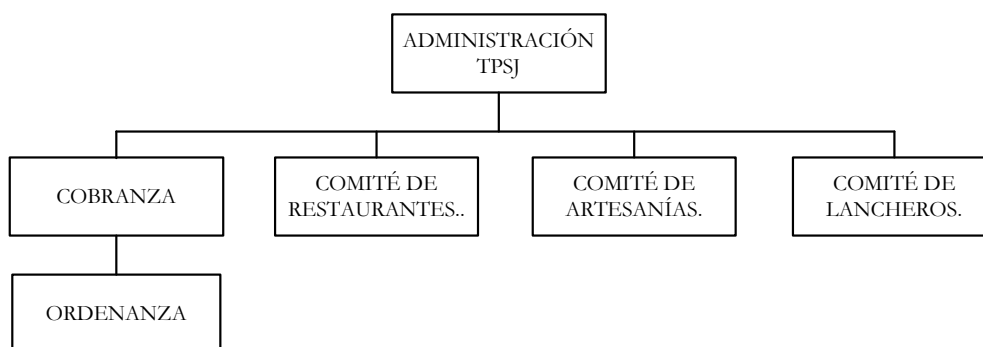 ADMINISTRACIÓN
TPSJ
COBRANZA
COMITÉ DE
RESTAURANTES..
COMITÉ DE
ARTESANÍAS.
COMITÉ DE
LANCHEROS.
ORDENANZA